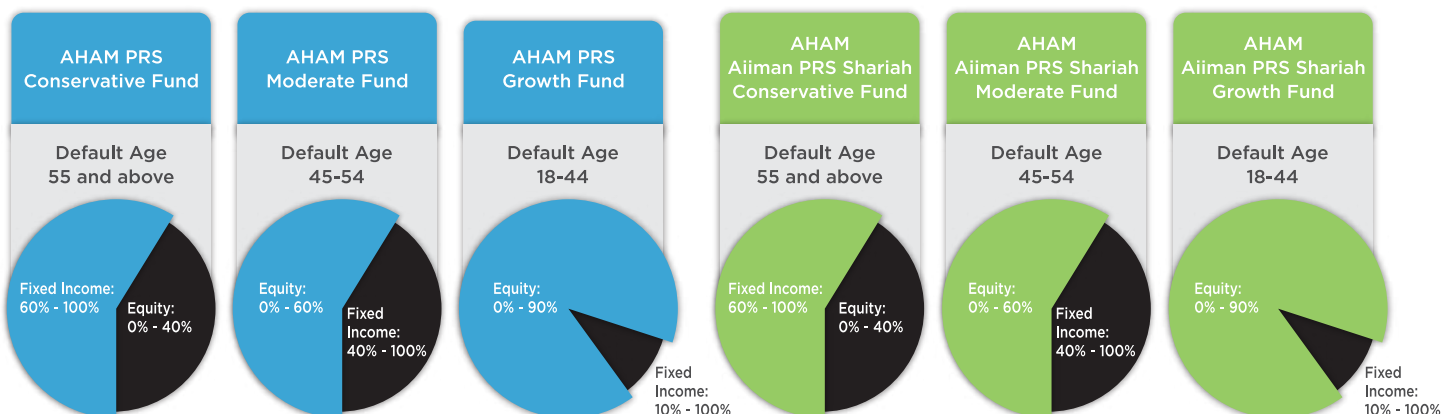 AHAM PRS
Conservative Fund
Default Age
55 and above
Fixed Income:
60% - 100%
Equity:
0% - 40%
AHAM PRS
Moderate Fund
Default Age
45-54
Equity:
0% - 60%
Fixed
Income:
40% - 100%
AHAM PRS
Growth Fund
Default Age
18-44
Equity:
0% - 90%
Fixed
Income:
10% - 100%
AHAM
Aiiman PRS Shariah
Conservative Fund
Default Age
55 and above
Fixed Income:
60% - 100%
Equity:
0% - 40%
AHAM
Aiiman PRS Shariah
Moderate Fund
Default Age
45-54
Equity:
0% - 60%
Fixed
Income:
40% - 100%
AHAM
Aiiman PRS Shariah
Growth Fund
Default Age
18-44
Equity:
0% - 90%
Fixed
Income:
10% - 100%